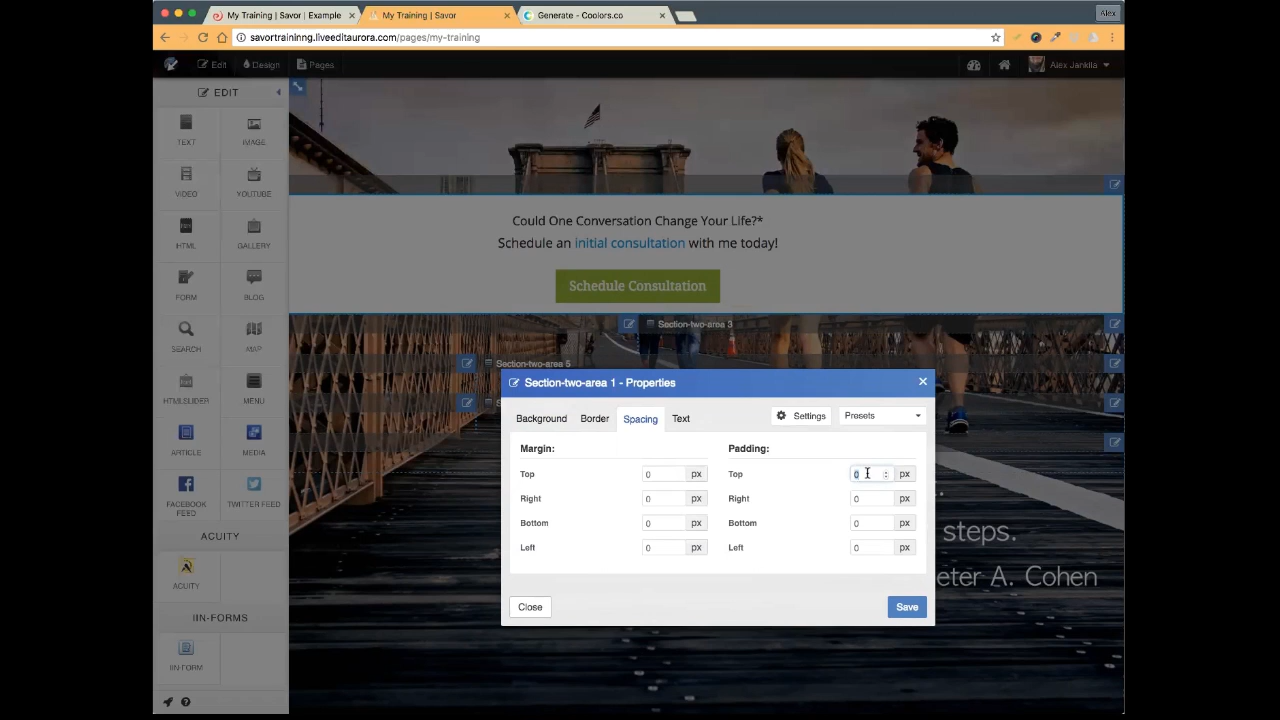 My Training | Savor | Example
My Training | Savor
Generate - Coolors.co
Alex
savortraininng.liveeditaurora.com/pages/my-training
Edit
Design
Pages
Alex Jankila
EDIT
TEXT
IMAGE
VIDEO
YOUTUBE
HTML
GALLERY
FORM
BLOG
SEARCH
MAP
HTMLSLIDER
MENU
ARTICLE
MEDIA
FACEBOOK FEED
TWITTER FEED
ACUITY
ACUITY
IIN-FORMS
IIN-FORM
Could One Conversation Change Your Life?*
Schedule an initial consultation with me today!
Schedule Consultation
Section-two-area 3
Section-two-area 5
Section-two-area 1 - Properties
Background Border Spacing Text Settings Presets
Margin: Padding:
Top 0 px Top 0 px
Right 0 px Right 0 px
Bottom 0 px Bottom 0 px
Left 0 px Left 0 px
Close Save
steps.
eter A. Cohen